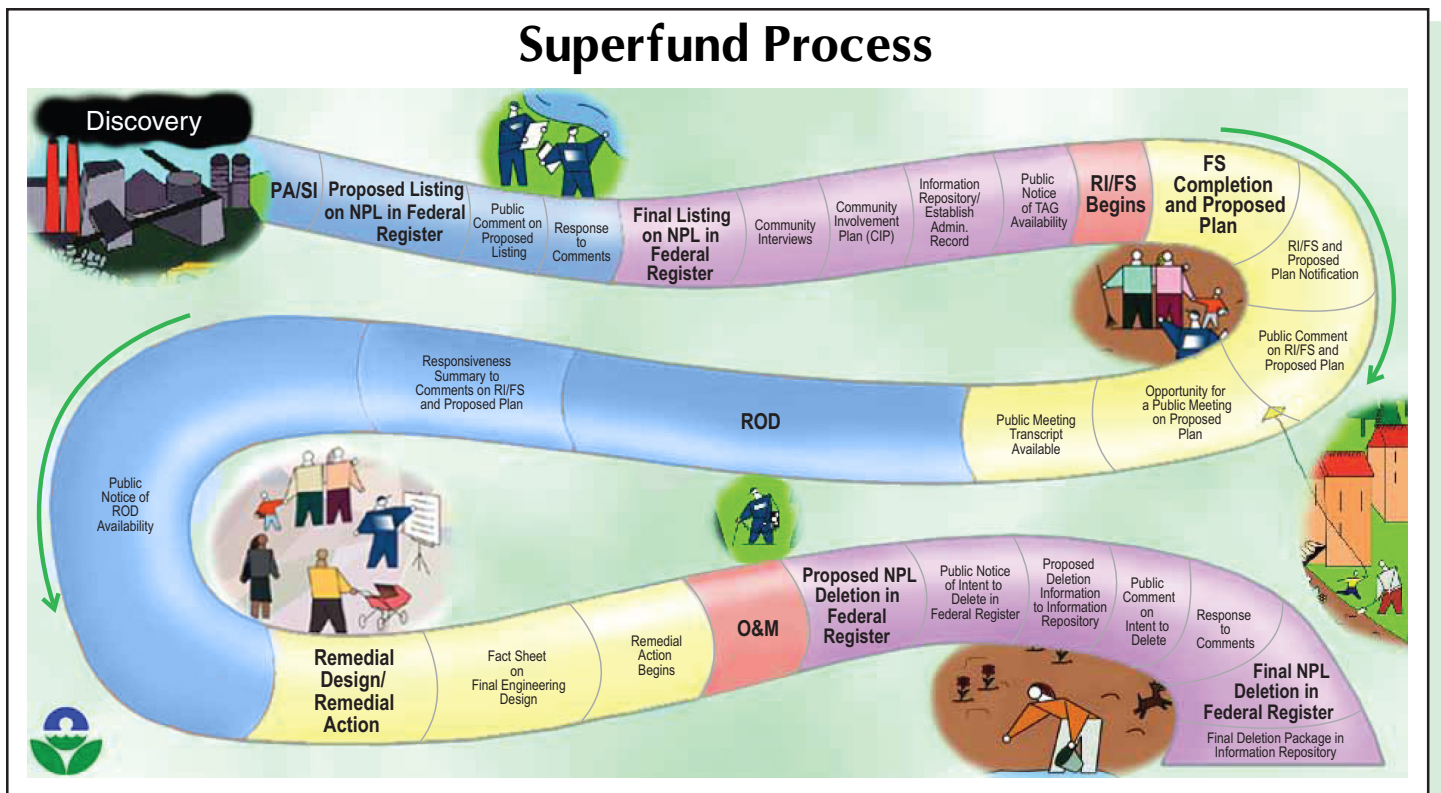 Superfund Process
Discovery
PA/SI
Proposed Listing
on NPL in Federal
Register
Public
Comment on
Proposed
Listing
Response
to
Comments
Final Listing
on NPL in
Federal
Register
Community
Interviews
Community
Involvement
Plan (CIP)
Information
Repository/
Establish
Admin.
Record
Public
Notice
of TAG
Availability
RI/FS
Begins
FS
Completion
and Proposed
Plan
RI/FS and
Proposed
Plan Notification
Public Comment
on RI/FS and
Proposed Plan
Opportunity for
a Public Meeting
on Proposed
Plan
Public Meeting
Transcript
Available
ROD
Responsiveness
Summary to
Comments on RI/FS
and Proposed Plan
Public
Notice of
ROD
Availability
Remedial
Design/
Remedial
Action
Fact Sheet
on
Final Engineering
Design
Remedial
Action
Begins
O&M
Proposed NPL
Deletion in
Federal
Register
Public Notice
of Intent to
Delete in
Federal Register
Proposed
Deletion
Information
to Information
Repository
Public
Comment
on
Intent to
Delete
Response
to
Comments
Final NPL
Deletion in
Federal Register
Final Deletion Package in
Information Repository